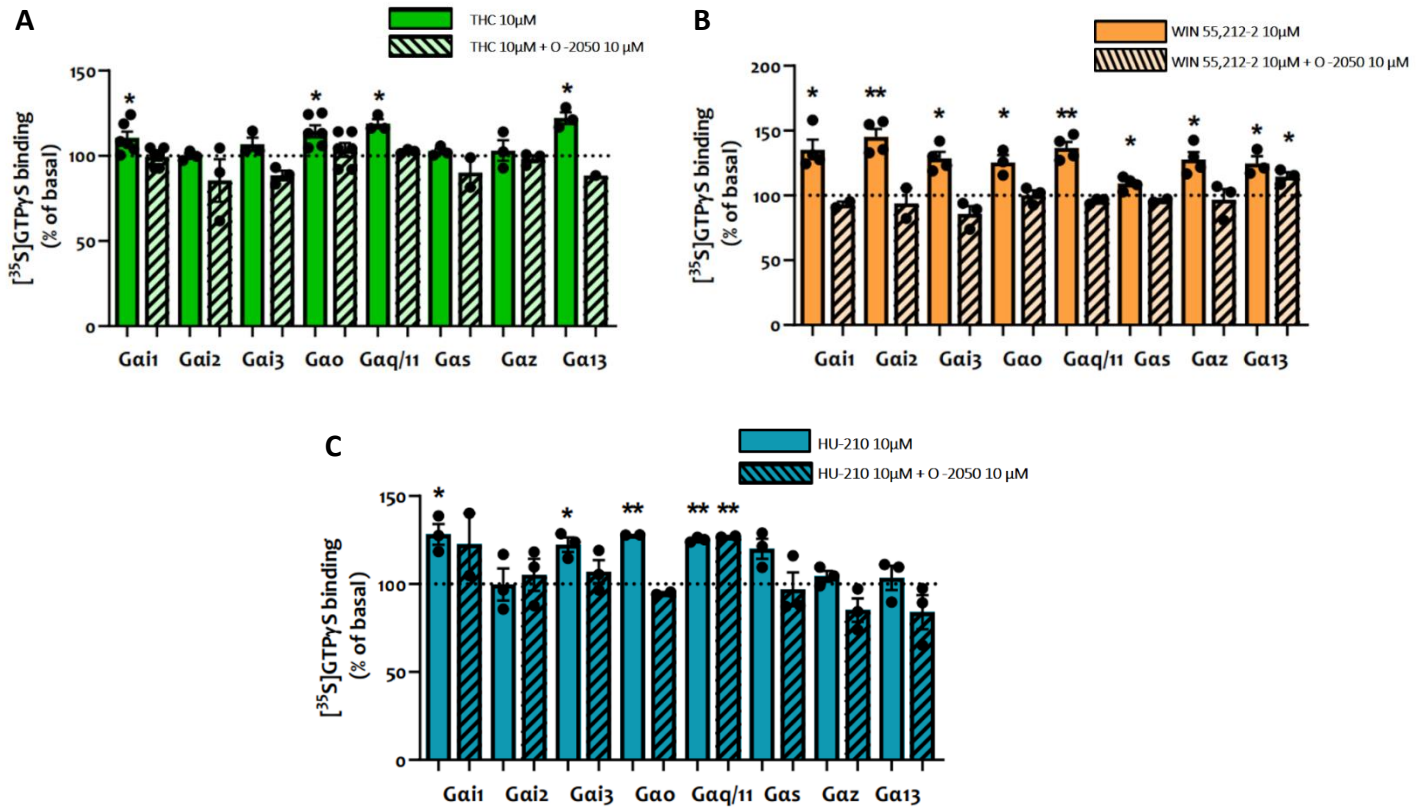 A
THC 10µM
THC 10µM + O -2050 10 µM
[³⁵S]GTPγS binding
(% of basal)
150
100
50
0
* * * *
Gαi1 Gαi2 Gαi3 Gαo Gαq/11 Gαs Gαz Gα13
B
WIN 55,212-2 10µM
WIN 55,212-2 10µM + O -2050 10 µM
[³⁵S]GTPγS binding
(% of basal)
200
150
100
50
0
* ** * * ** * * * *
Gαi1 Gαi2 Gαi3 Gαo Gαq/11 Gαs Gαz Gα13
C
HU-210 10µM
HU-210 10µM + O -2050 10 µM
[³⁵S]GTPγS binding
(% of basal)
150
100
50
0
* * ** ** **
Gαi1 Gαi2 Gαi3 Gαo Gαq/11 Gαs Gαz Gα13